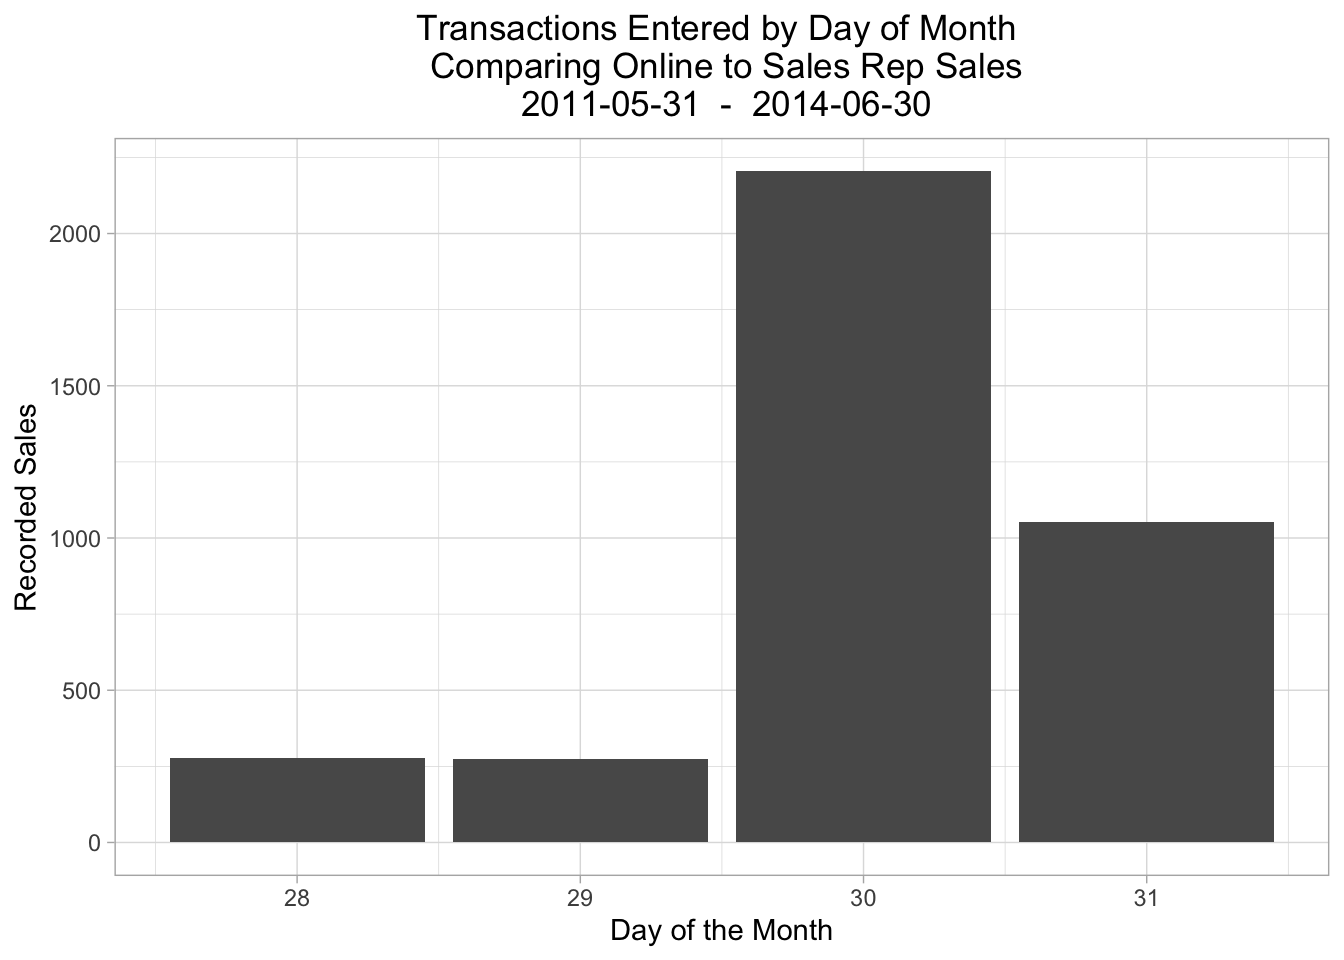 Transactions Entered by Day of Month
Comparing Online to Sales Rep Sales
2011-05-31  -  2014-06-30
Recorded Sales
2000
1500
1000
500
0
28 29 30 31
Day of the Month